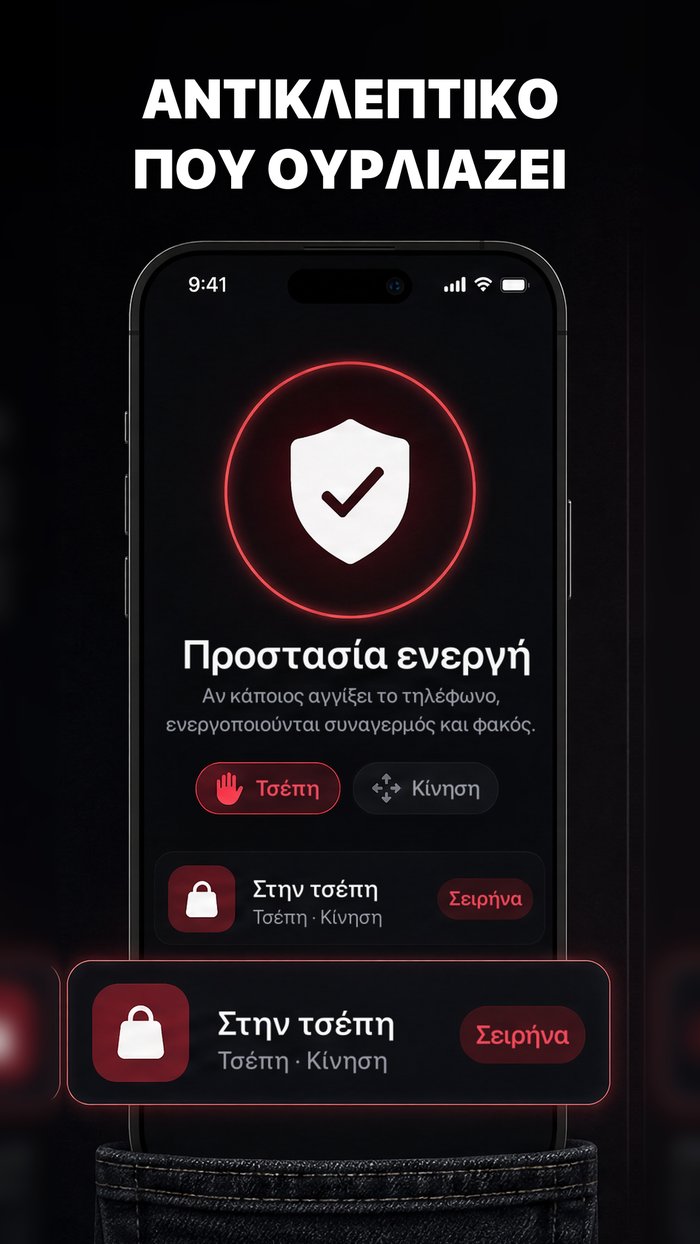 ΑΝΤΙΚΛΕΠΤΙΚΟ
ΠΟΥ ΟΥΡΛΙΑΖΕΙ
9:41
Προστασία ενεργή
Αν κάποιος αγγίξει το τηλέφωνο,
ενεργοποιούνται συναγερμός και φακός.
Τσέπη
Κίνηση
Στην τσέπη
Τσέπη · Κίνηση
Σειρήνα
Στην τσέπη
Τσέπη · Κίνηση
Σειρήνα